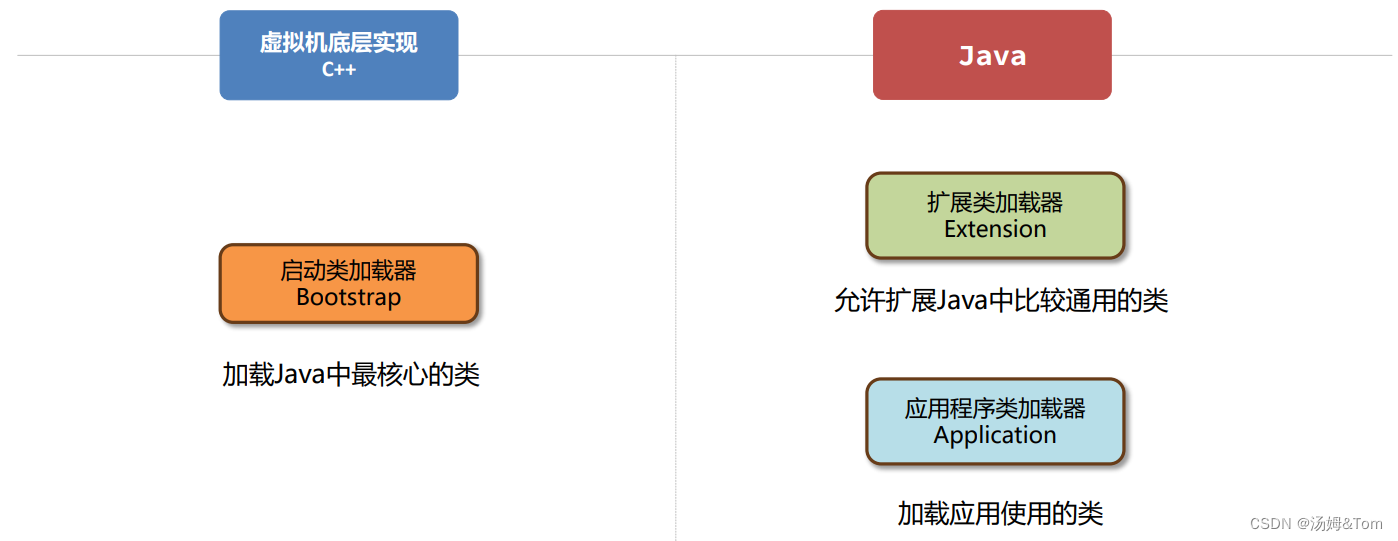 虚拟机底层实现
C++
Java
启动类加载器
Bootstrap
加载Java中最核心的类
扩展类加载器
Extension
允许扩展Java中比较通用的类
应用程序类加载器
Application
加载应用使用的类
CSDN @汤姆&Tom